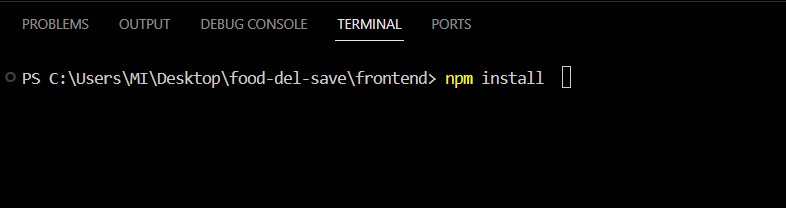 PROBLEMS OUTPUT DEBUG CONSOLE TERMINAL PORTS
PS C:\Users\MI\Desktop\food-del-save\frontend> npm install